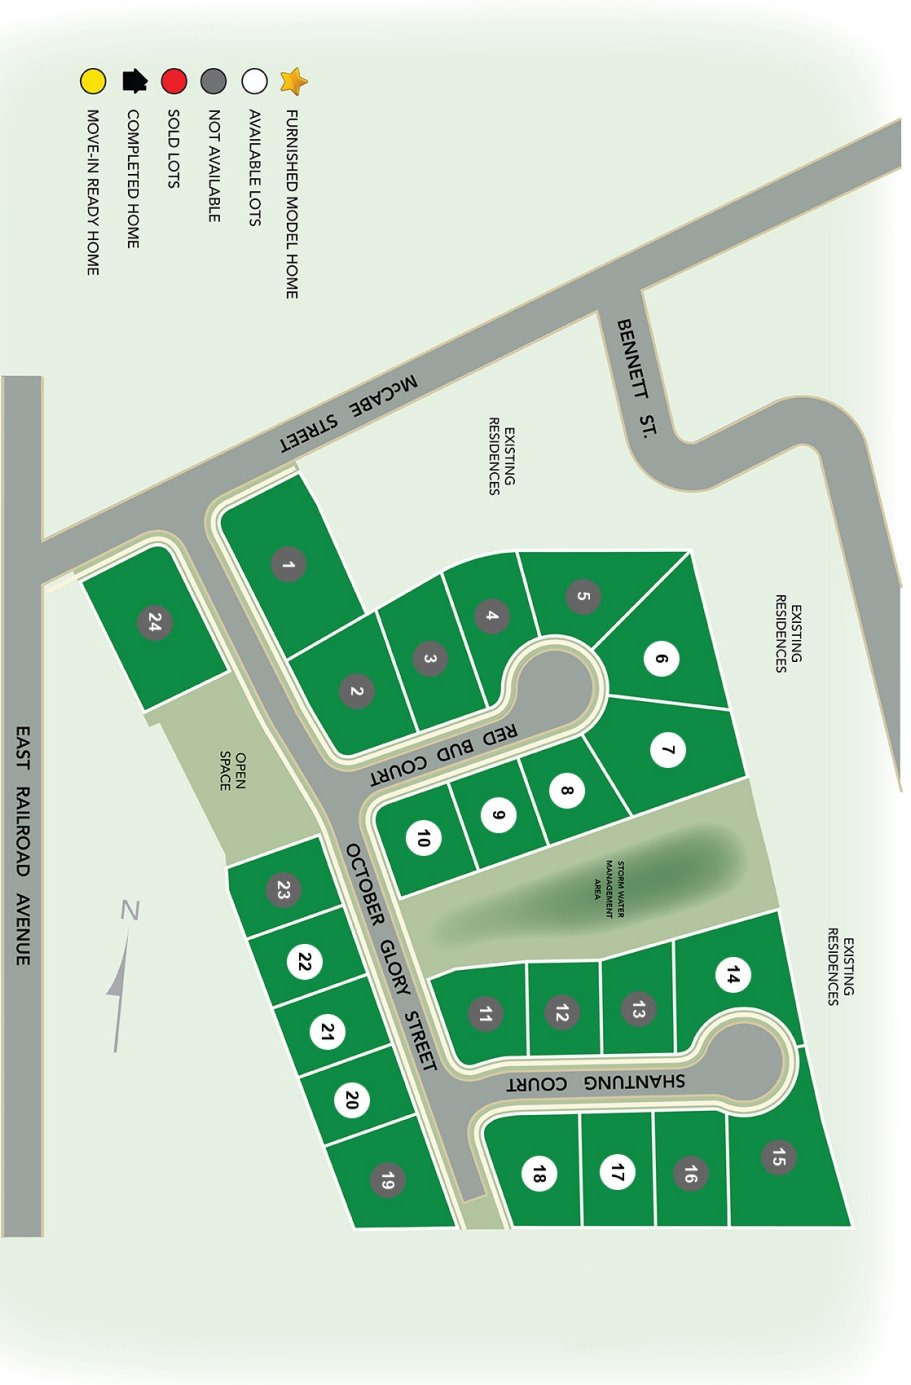 FURNISHED MODEL HOME
AVAILABLE LOTS
NOT AVAILABLE
SOLD LOTS
COMPLETED HOME
MOVE-IN READY HOME
BENNETT ST.
McCABE STREET
EXISTING
RESIDENCES
EXISTING
RESIDENCES
EXISTING
RESIDENCES
1
2
3
4
5
6
7
8
9
10
RED BUD COURT
STORM WATER
MANAGEMENT
AREA
11
12
13
14
SHANTUNG COURT
15
16
17
18
OCTOBER GLORY STREET
19
20
21
22
23
OPEN
SPACE
24
N
EAST RAILROAD AVENUE